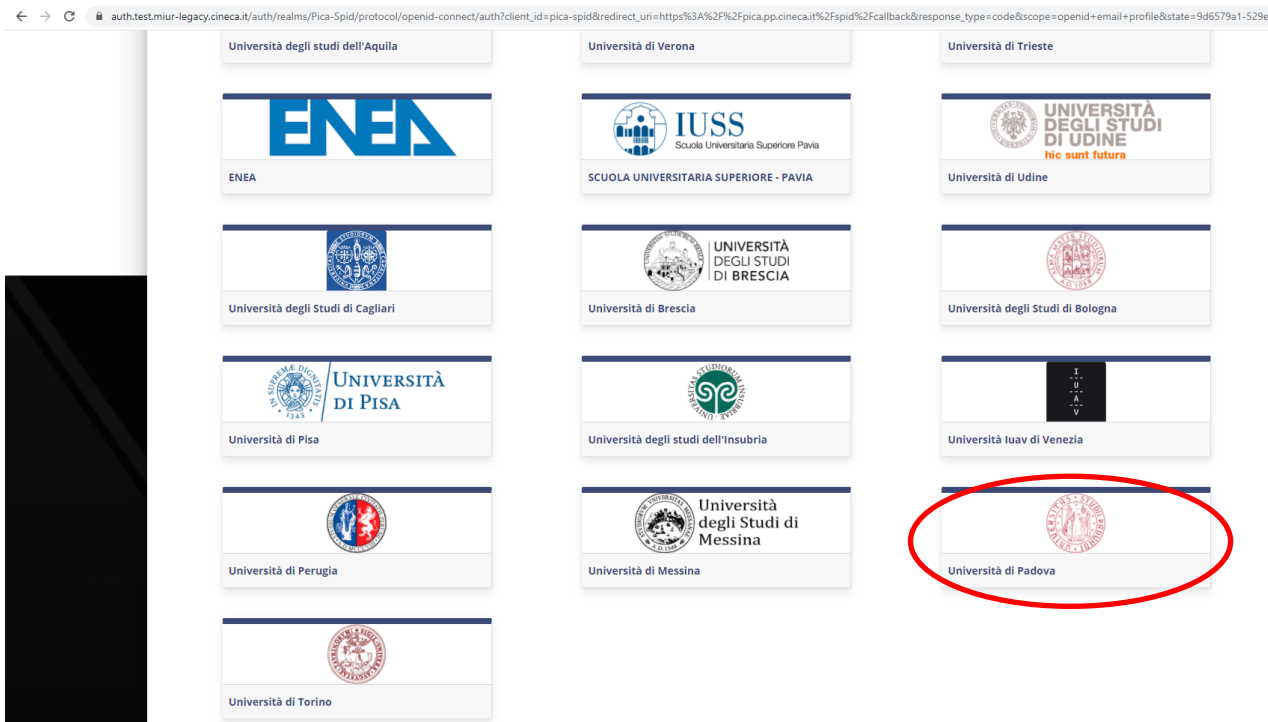 auth.test.miur-legacy.cineca.it/auth/realms/Pica-Spid/protocol/openid-connect/auth?client_id=pica-spid&redirect_uri=https%3A%2F%2Fpica.pp.cineca.it%2Fspid%2Fcallback&response_type=code&scope=openid+email+profile&state=9d6579a1-529e
Università degli studi dell'Aquila
Università di Verona
Università di Trieste
ENEA
IUSS
Scuola Universitaria Superiore Pavia
UNIVERSITÀ
DEGLI STUDI
DI UDINE
hic sunt futura
ENEA
SCUOLA UNIVERSITARIA SUPERIORE - PAVIA
Università di Udine
UNIVERSITÀ
DEGLI STUDI
DI BRESCIA
ALMA MATER STUDIORUM
A.D. 1088
Università degli Studi di Cagliari
Università di Brescia
Università degli Studi di Bologna
IN SUPREMÆ DIGNITATIS
1343
UNIVERSITÀ
DI PISA
I
U
A
V
Università di Pisa
Università degli studi dell'Insubria
Università Iuav di Venezia
Università
degli Studi di
Messina
Università di Perugia
Università di Messina
Università di Padova
Università di Torino